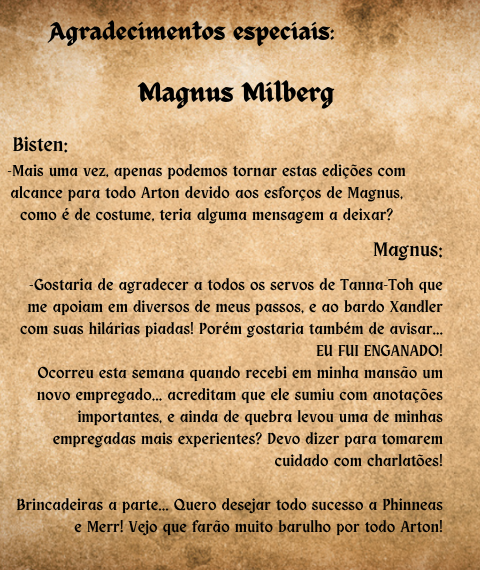 Agradecimentos especiais:
Magnus Milberg
Bisten:
-Mais uma vez, apenas podemos tornar estas edições com
alcance para todo Arton devido aos esforços de Magnus,
como é de costume, teria alguma mensagem a deixar?
Magnus:
-Gostaria de agradecer a todos os servos de Tanna-Toh que
me apoiam em diversos de meus passos, e ao bardo Xandler
com suas hilárias piadas! Porém gostaria também de avisar...
EU FUI ENGANADO!
Ocorreu esta semana quando recebi em minha mansão um
novo empregado... acreditam que ele sumiu com anotações
importantes, e ainda de quebra levou uma de minhas
empregadas mais experientes? Devo dizer para tomarem
cuidado com charlatões!
Brincadeiras a parte... Quero desejar todo sucesso a Phinneas
e Merr! Vejo que farão muito barulho por todo Arton!